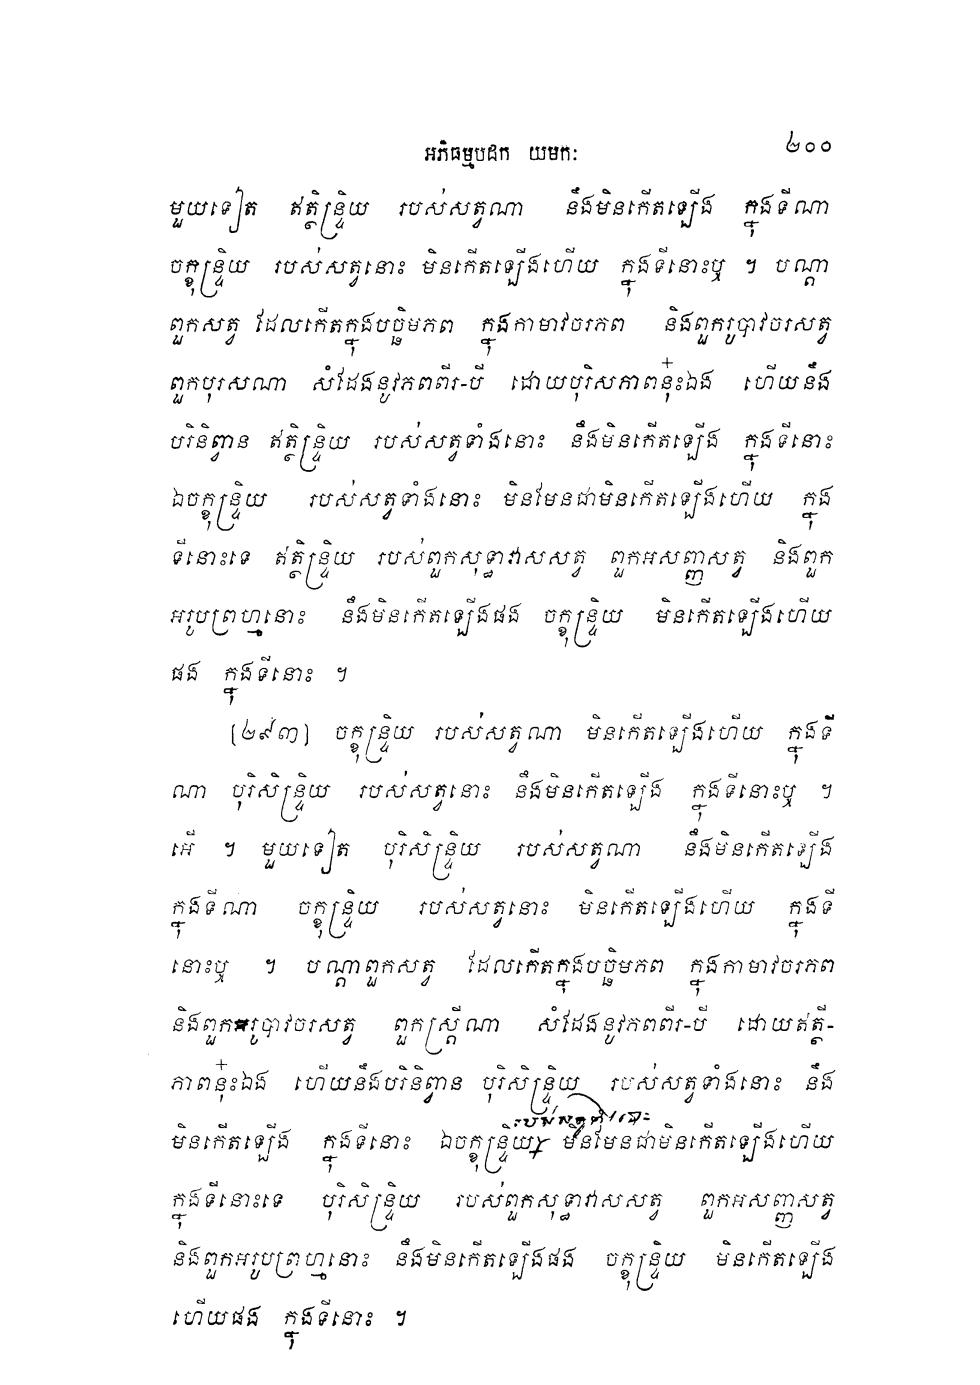 អភិធម្មបិដក យមកៈ ២០០
មួយទៀត ឥត្ថិន្ទ្រិយ របស់សត្វណា នឹងមិនកើតឡើង ក្នុងទីណា
ចក្ខុន្ទ្រិយ របស់សត្វនោះ មិនកើតឡើងហើយ ក្នុងទីនោះឬ ។ បណ្តា
ពួកសត្វ ដែលកើតក្នុងបច្ឆិមភព ក្នុងកាមាវចរភព និងពួករូបាវចរសត្វ
ពួកបុរសណា សំដែងនូវភពពីរ-បី ដោយបុរិសភាពនុ៎ះឯង ហើយនឹង
បរិនិព្វាន ឥត្ថិន្ទ្រិយ របស់សត្វទាំងនោះ នឹងមិនកើតឡើង ក្នុងទីនោះ
ឯចក្ខុន្ទ្រិយ របស់សត្វទាំងនោះ មិនមែនជាមិនកើតឡើងហើយ ក្នុង
ទីនោះទេ ឥត្ថិន្ទ្រិយ របស់ពួកសុទ្ធាវាសសត្វ ពួកអសញ្ញសត្វ និងពួក
អរូបព្រហ្មនោះ នឹងមិនកើតឡើងផង ចក្ខុន្ទ្រិយ មិនកើតឡើងហើយ
ផង ក្នុងទីនោះ ។
(២៩៣) ចក្ខុន្ទ្រិយ របស់សត្វណា មិនកើតឡើងហើយ ក្នុងទី
ណា បុរិសិន្ទ្រិយ របស់សត្វនោះ នឹងមិនកើតឡើង ក្នុងទីនោះឬ ។
អើ ។ មួយទៀត បុរិសិន្ទ្រិយ របស់សត្វណា នឹងមិនកើតឡើង
ក្នុងទីណា ចក្ខុន្ទ្រិយ របស់សត្វនោះ មិនកើតឡើងហើយ ក្នុងទី
នោះឬ ។ បណ្តាពួកសត្វ ដែលកើតក្នុងបច្ឆិមភព ក្នុងកាមាវចរភព
និងពួករូបាវចរសត្វ ពួកស្ត្រីណា សំដែងនូវភពពីរ-បី ដោយឥត្ថី-
ភាពនុ៎ះឯង ហើយនឹងបរិនិព្វាន បុរិសិន្ទ្រិយ របស់សត្វទាំងនោះ នឹង
របស់សត្វទាំងនោះ
មិនកើតឡើង ក្នុងទីនោះ ឯចក្ខុន្ទ្រិយ មិនមែនជាមិនកើតឡើងហើយ
ក្នុងទីនោះទេ បុរិសិន្ទ្រិយ របស់ពួកសុទ្ធាវាសសត្វ ពួកអសញ្ញសត្វ
និងពួកអរូបព្រហ្មនោះ នឹងមិនកើតឡើងផង ចក្ខុន្ទ្រិយ មិនកើតឡើង
ហើយផង ក្នុងទីនោះ ។